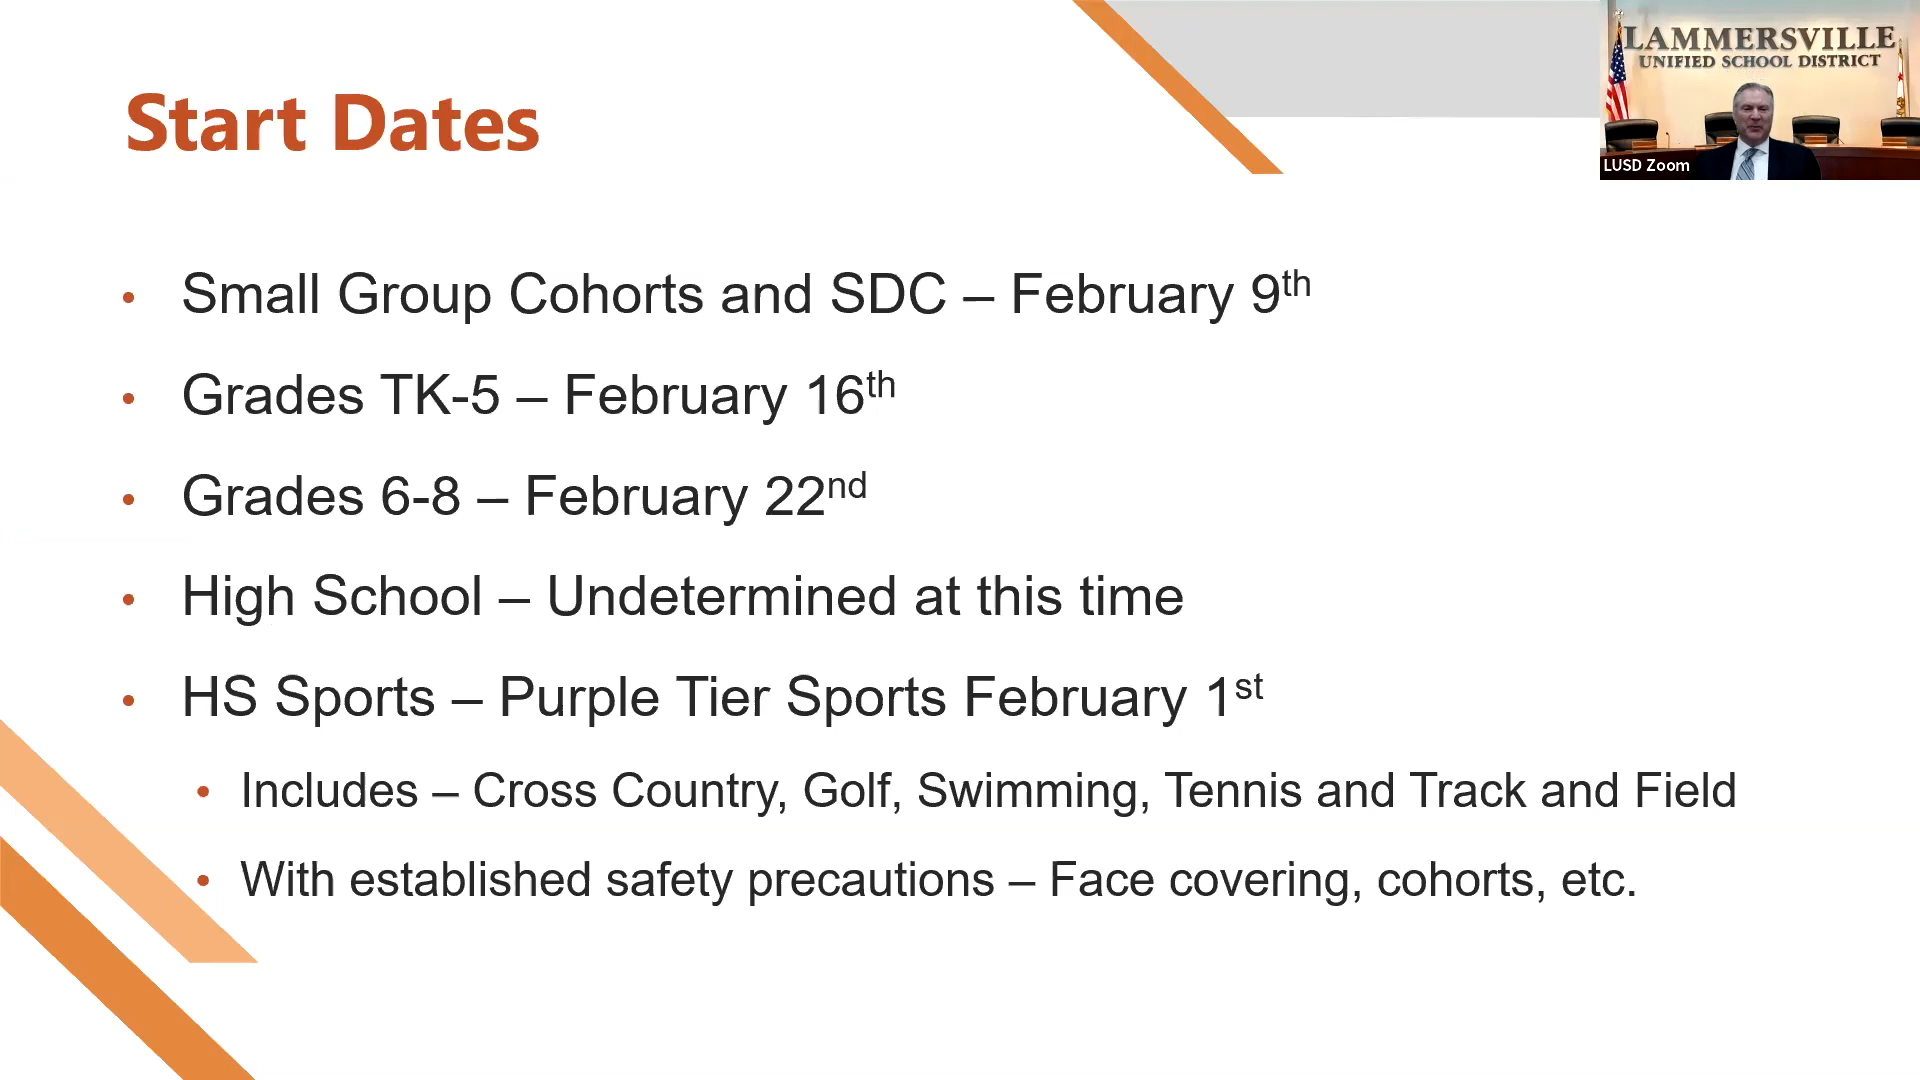 LAMMERSVILLE
UNIFIED SCHOOL DISTRICT
LUSD Zoom
Start Dates
• Small Group Cohorts and SDC – February 9th
• Grades TK-5 – February 16th
• Grades 6-8 – February 22nd
• High School – Undetermined at this time
• HS Sports – Purple Tier Sports February 1st
• Includes – Cross Country, Golf, Swimming, Tennis and Track and Field
• With established safety precautions – Face covering, cohorts, etc.